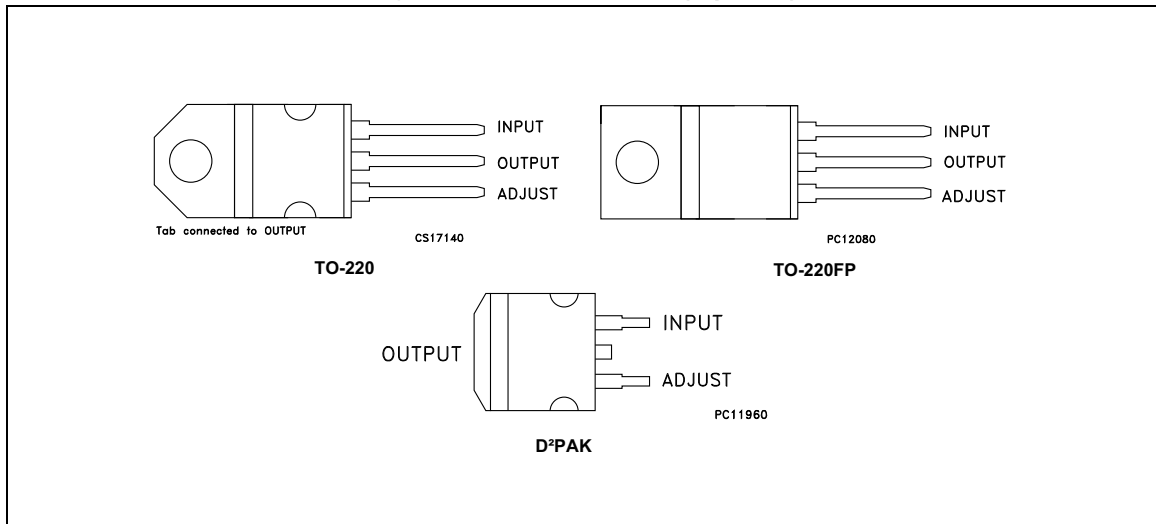 INPUT
OUTPUT
ADJUST
Tab connected to OUTPUT
CS17140
TO-220
INPUT
OUTPUT
ADJUST
PC12080
TO-220FP
OUTPUT
INPUT
ADJUST
PC11960
D²PAK